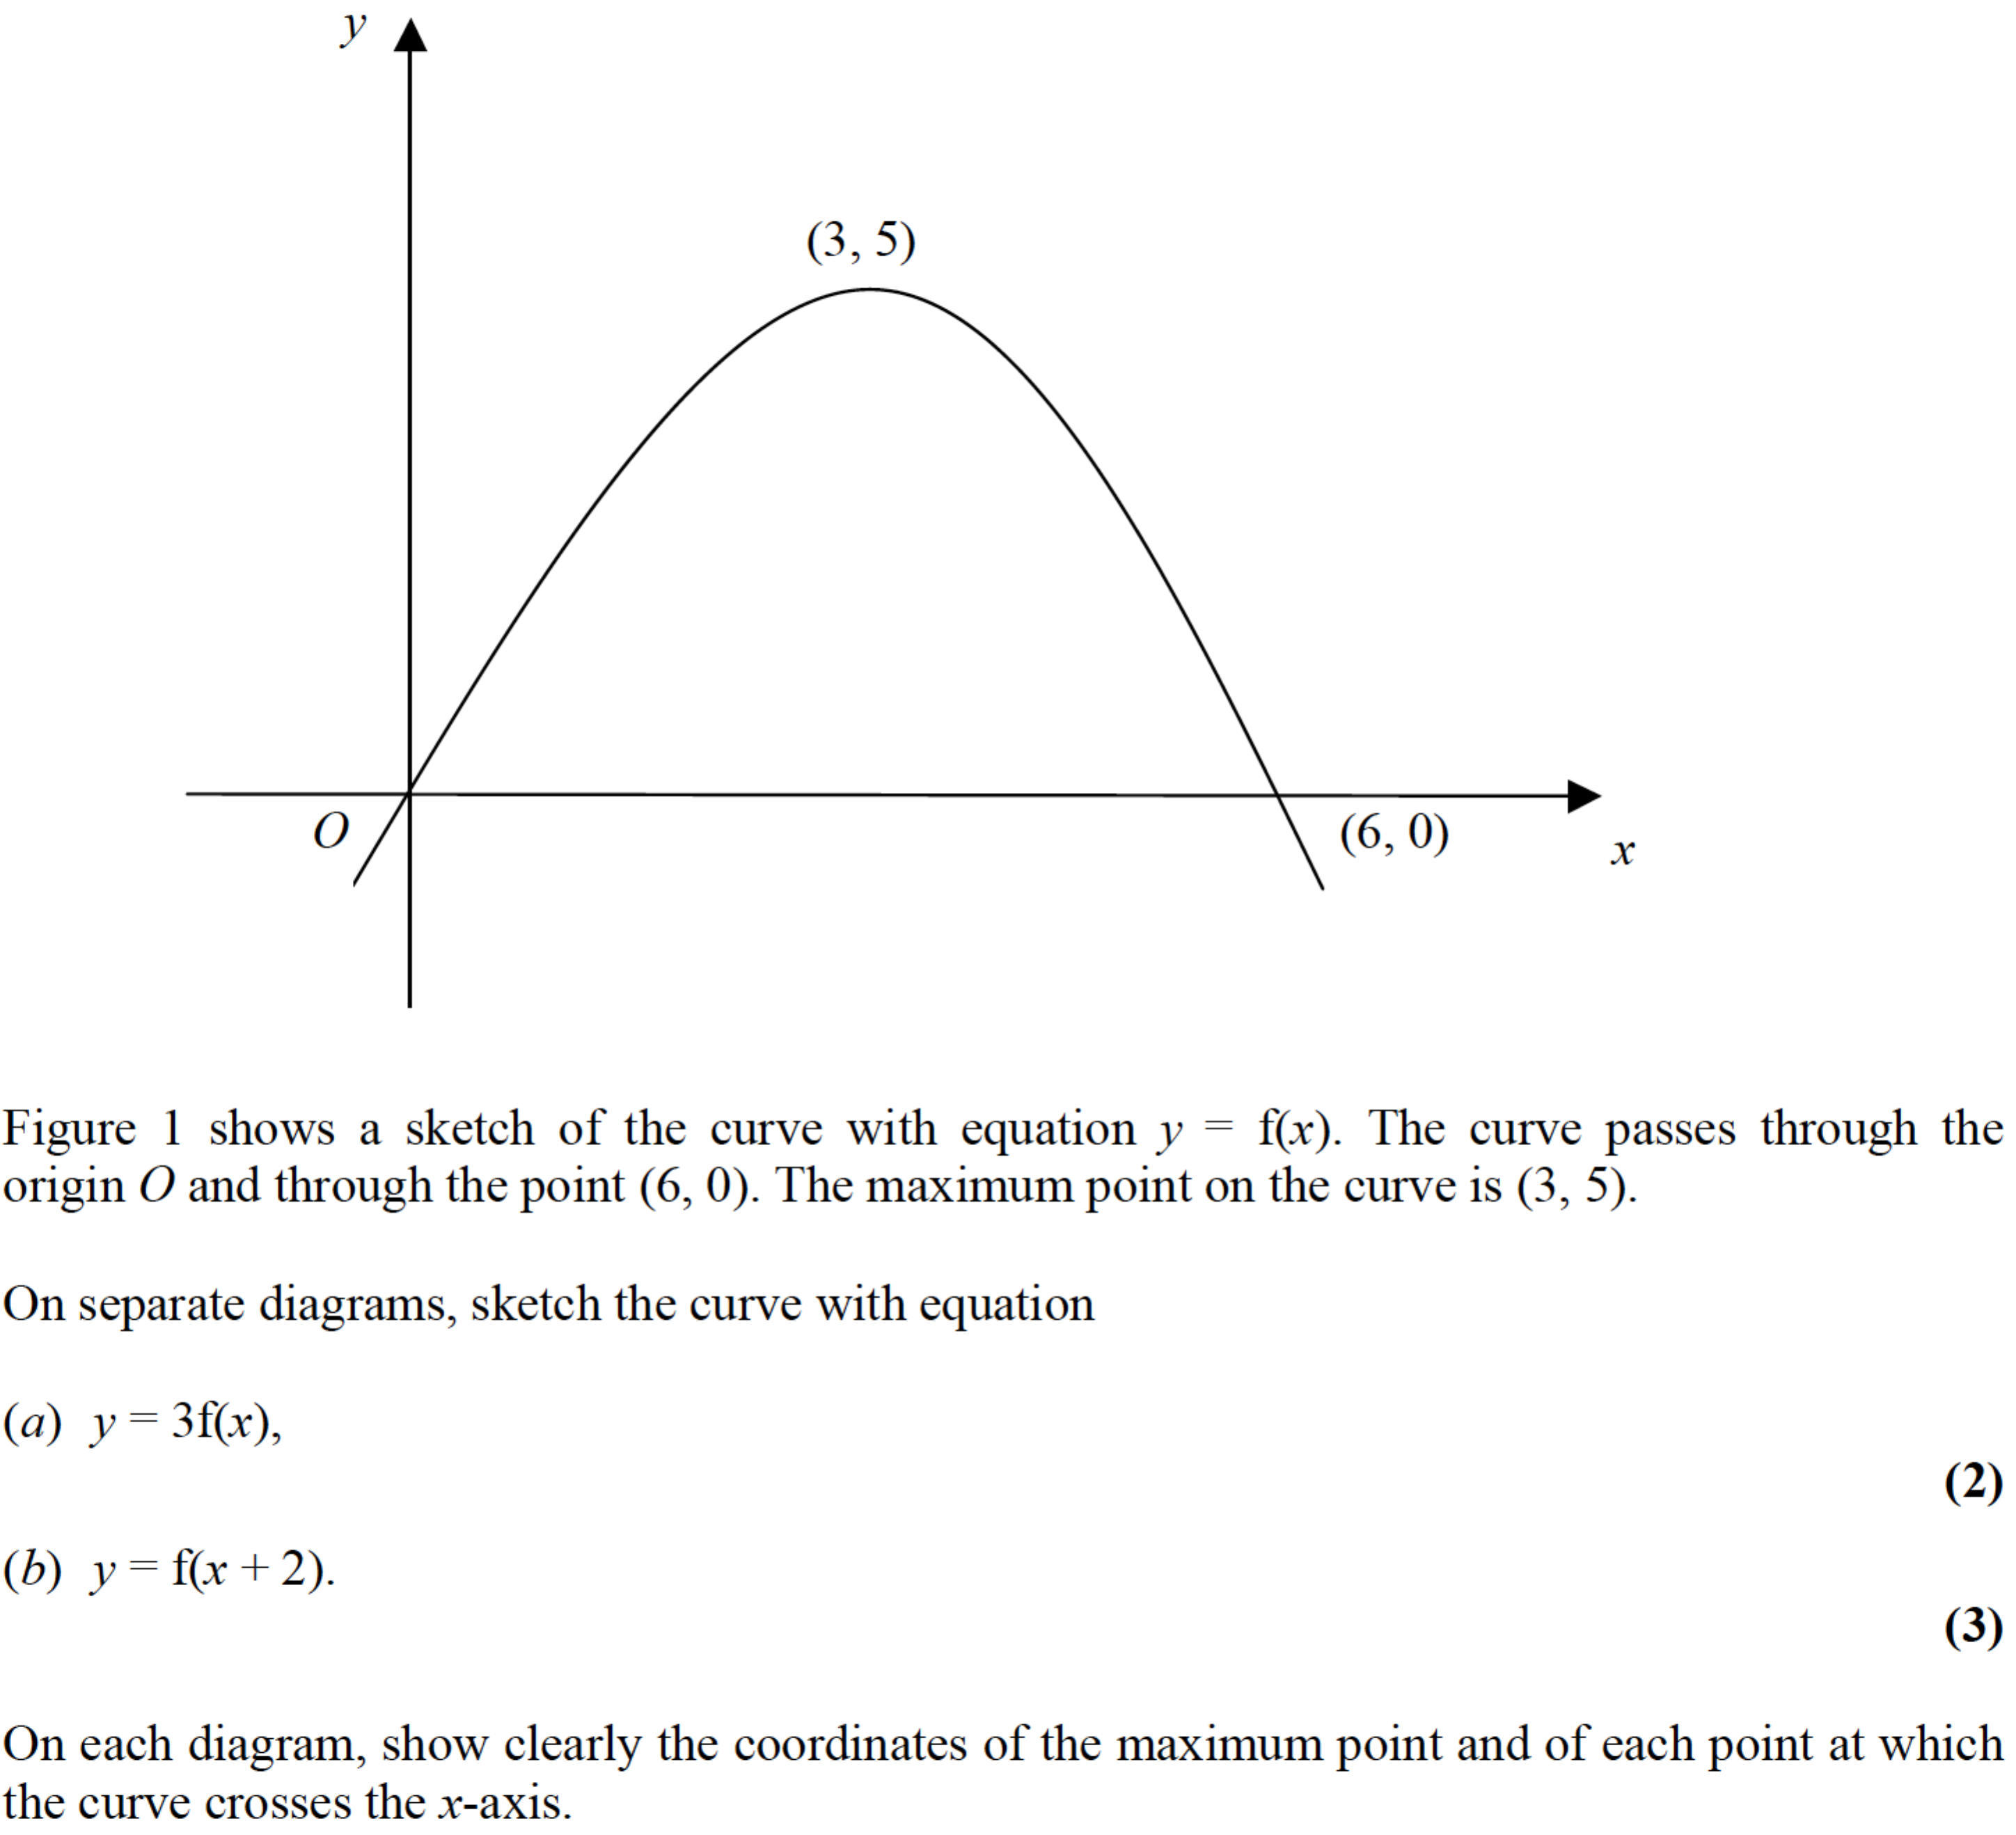 y
(3, 5)
O
(6, 0)
x
Figure 1 shows a sketch of the curve with equation y = f(x). The curve passes through the
origin O and through the point (6, 0). The maximum point on the curve is (3, 5).
On separate diagrams, sketch the curve with equation
(a) y = 3f(x),
(2)
(b) y = f(x + 2).
(3)
On each diagram, show clearly the coordinates of the maximum point and of each point at which
the curve crosses the x-axis.